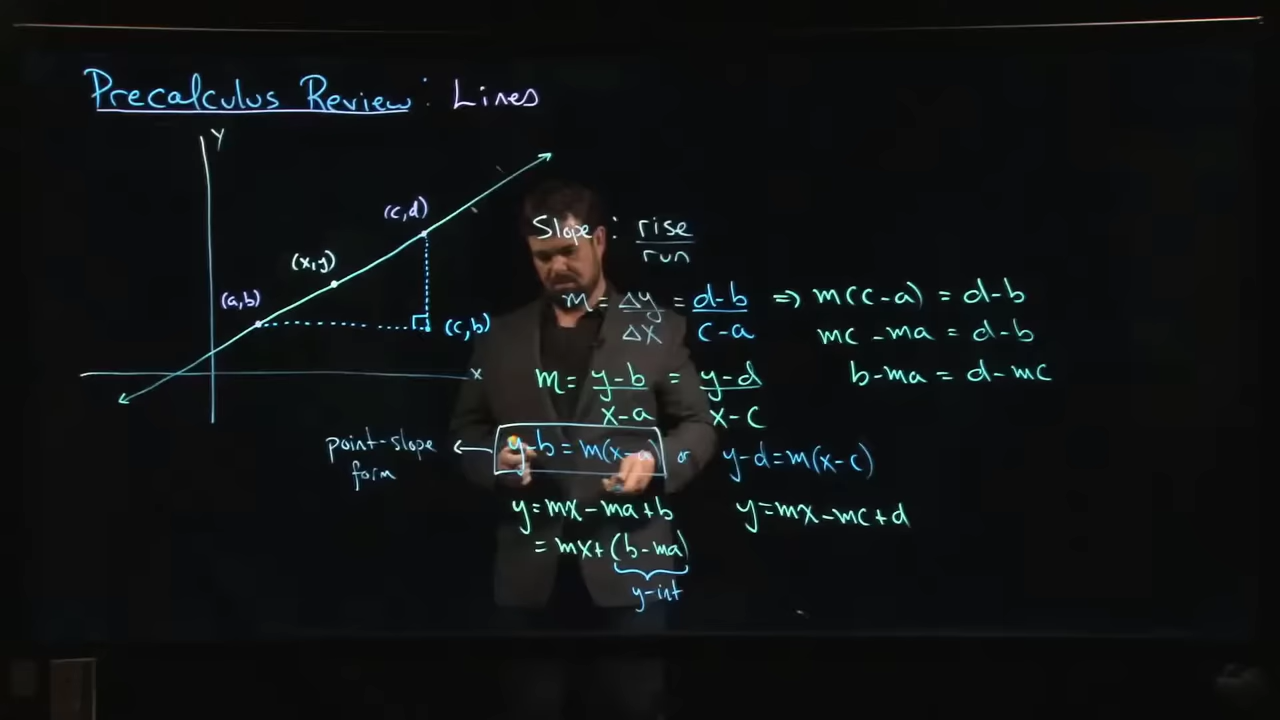 Precalculus Review: Lines
Y
(c,d)
(x,y)
(a,b)
(c,b)
x
Slope: rise/run
m = Δy/Δx = d-b/c-a ⇒ m(c-a) = d-b
mc - ma = d-b
b-ma = d-mc
m = y-b/x-a = y-d/x-c
point-slope form ← y-b = m(x-a) or y-d = m(x-c)
y = mx - ma + b
y = mx - mc + d
= mx + (b - ma)
y-int